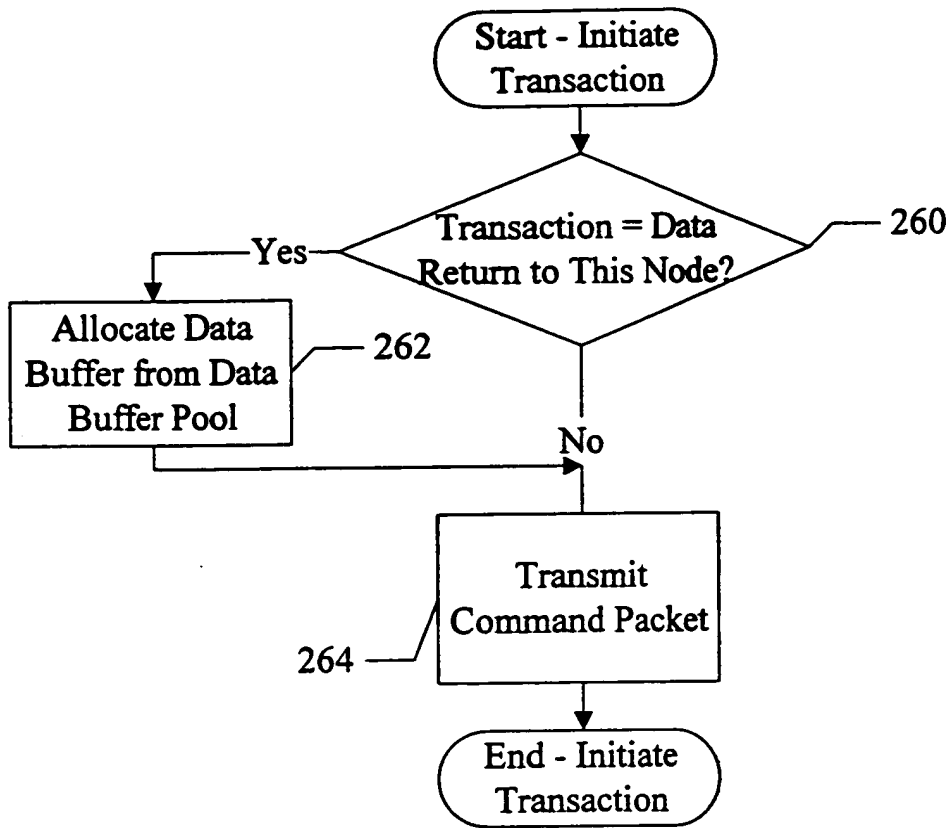 Start - Initiate
Transaction
Transaction = Data
Return to This Node?
260
Yes
Allocate Data
Buffer from Data
Buffer Pool
262
No
Transmit
Command Packet
264
End - Initiate
Transaction